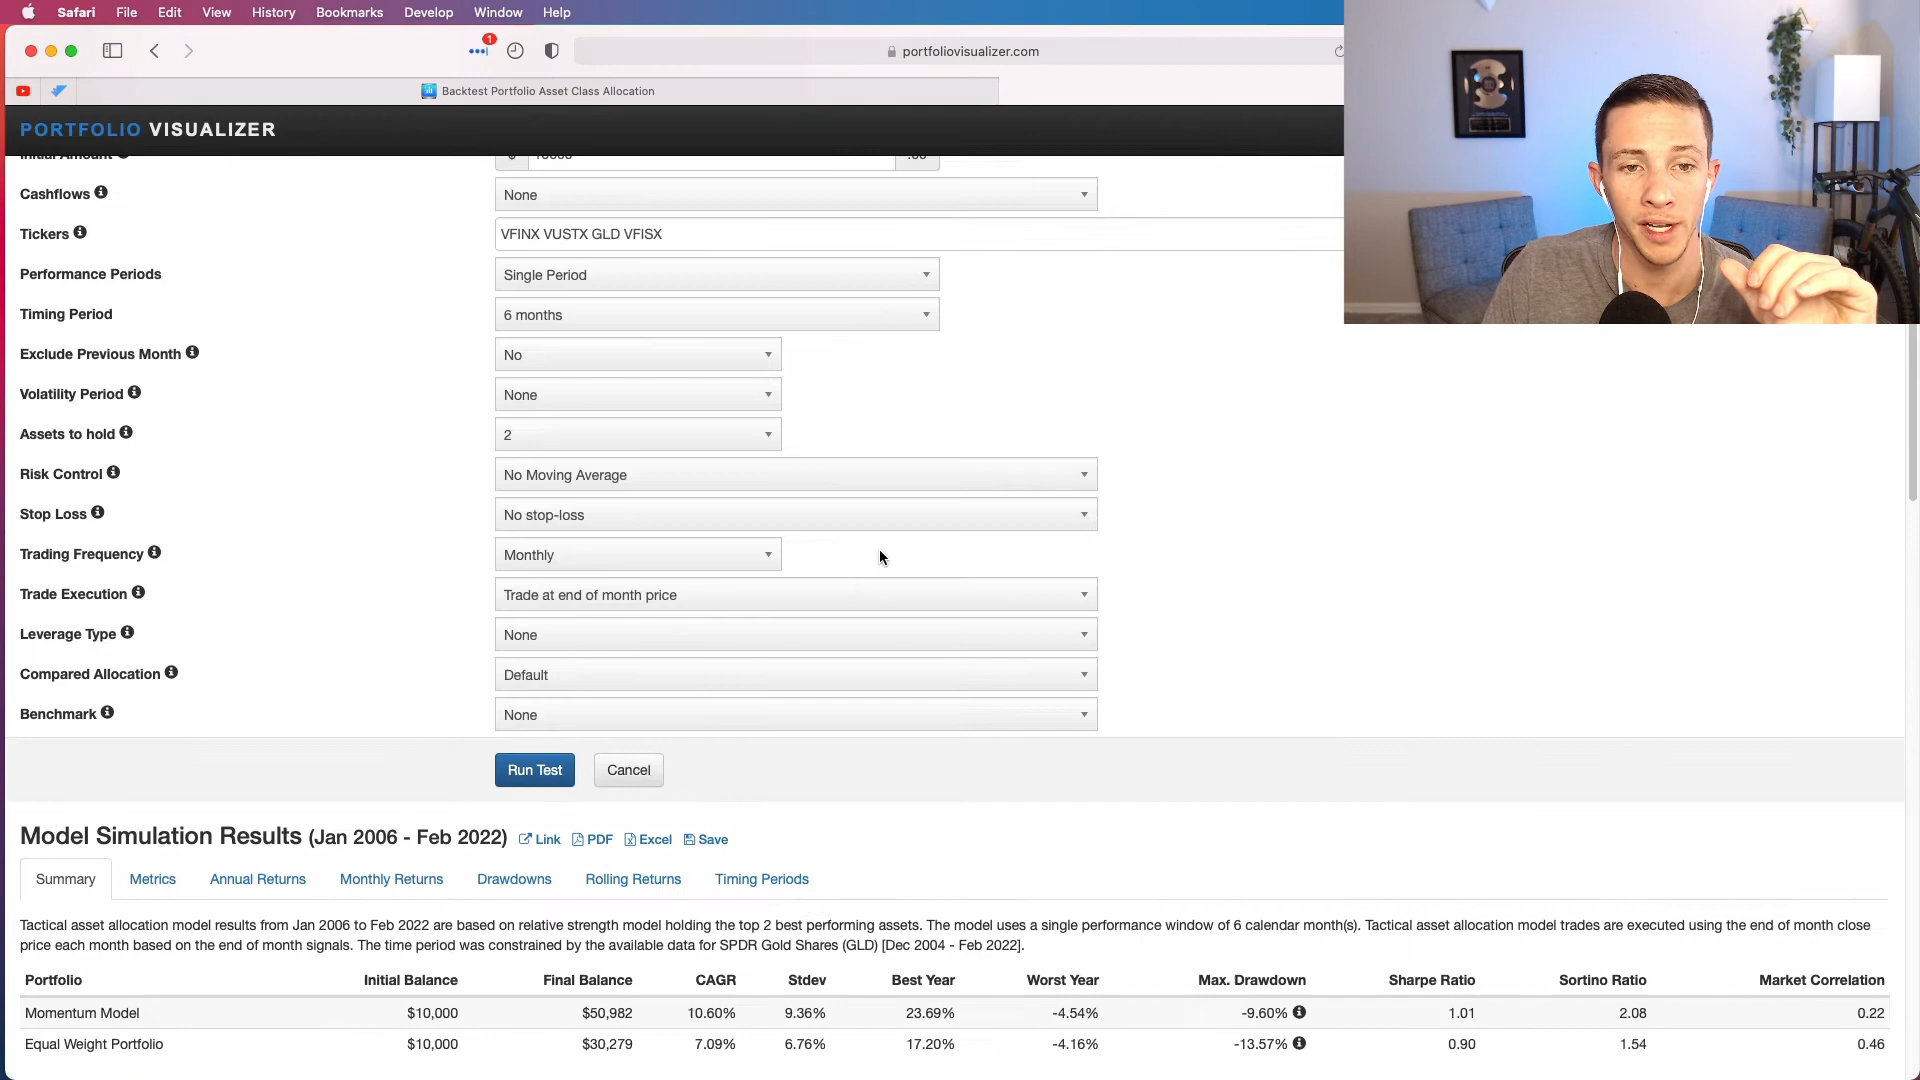 Safari File Edit View History Bookmarks Develop Window Help
1
portfoliovisualizer.com
Backtest Portfolio Asset Class Allocation
PORTFOLIO VISUALIZER
Initial Amount $ 10000 .00
Cashflows None
Tickers VFINX VUSTX GLD VFISX
Performance Periods Single Period
Timing Period 6 months
Exclude Previous Month No
Volatility Period None
Assets to hold 2
Risk Control No Moving Average
Stop Loss No stop-loss
Trading Frequency Monthly
Trade Execution Trade at end of month price
Leverage Type None
Compared Allocation Default
Benchmark None
Run Test Cancel
Model Simulation Results (Jan 2006 - Feb 2022) Link PDF Excel Save
Summary Metrics Annual Returns Monthly Returns Drawdowns Rolling Returns Timing Periods
Tactical asset allocation model results from Jan 2006 to Feb 2022 are based on relative strength model holding the top 2 best performing assets. The model uses a single performance window of 6 calendar month(s). Tactical asset allocation model trades are executed using the end of month close
price each month based on the end of month signals. The time period was constrained by the available data for SPDR Gold Shares (GLD) [Dec 2004 - Feb 2022].
Portfolio Initial Balance Final Balance CAGR Stdev Best Year Worst Year Max. Drawdown Sharpe Ratio Sortino Ratio Market Correlation
Momentum Model $10,000 $50,982 10.60% 9.36% 23.69% -4.54% -9.60% 1.01 2.08 0.22
Equal Weight Portfolio $10,000 $30,279 7.09% 6.76% 17.20% -4.16% -13.57% 0.90 1.54 0.46